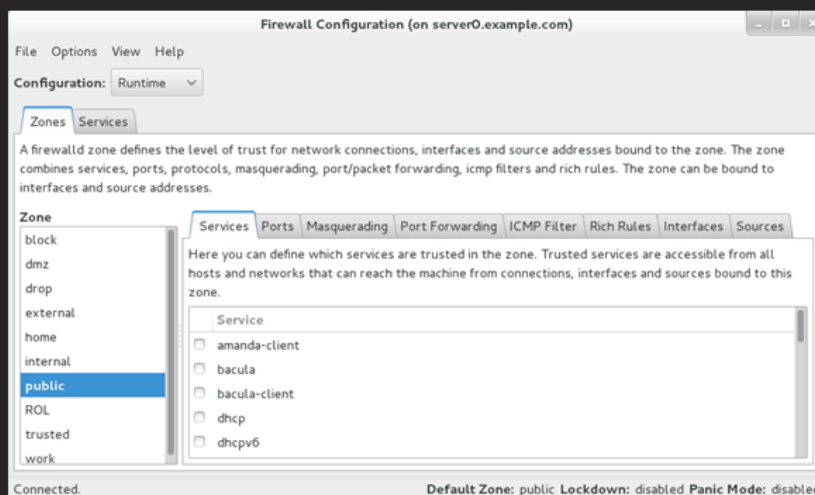 Firewall Configuration (on server0.example.com)
File Options View Help
Configuration: Runtime
Zones Services
A firewalld zone defines the level of trust for network connections, interfaces and source addresses bound to the zone. The zone
combines services, ports, protocols, masquerading, port/packet forwarding, icmp filters and rich rules. The zone can be bound to
interfaces and source addresses.
Zone
block
dmz
drop
external
home
internal
public
ROL
trusted
work
Services Ports Masquerading Port Forwarding ICMP Filter Rich Rules Interfaces Sources
Here you can define which services are trusted in the zone. Trusted services are accessible from all
hosts and networks that can reach the machine from connections, interfaces and sources bound to this
zone.
Service
amanda-client
bacula
bacula-client
dhcp
dhcpv6
Connected.
Default Zone: public Lockdown: disabled Panic Mode: disabled